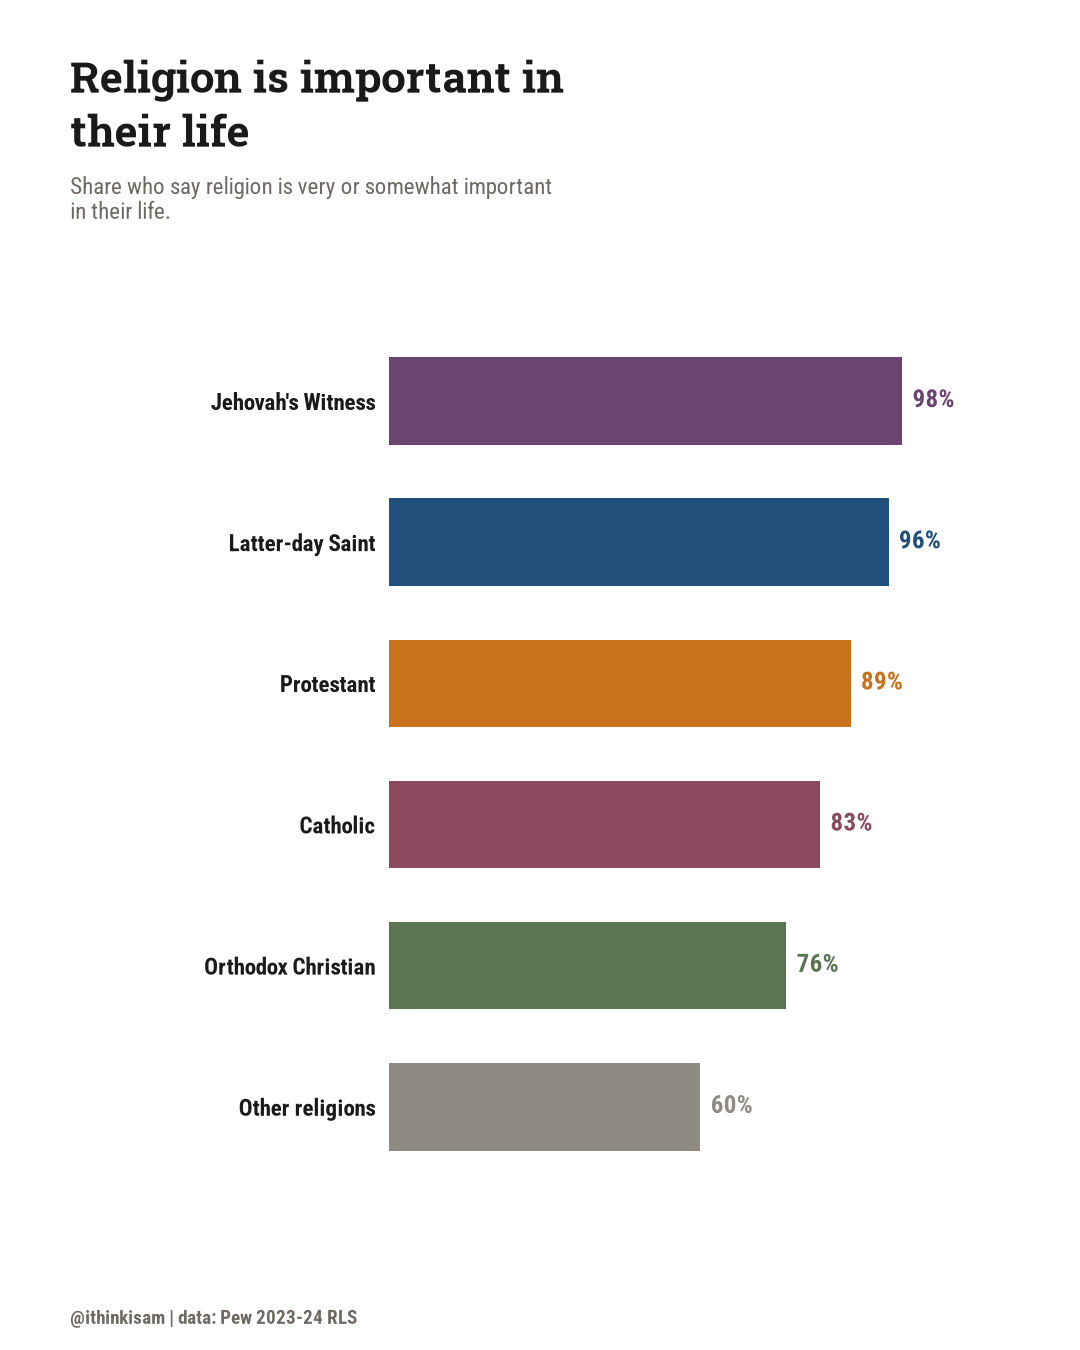 Religion is important in
their life
Share who say religion is very or somewhat important
in their life.
Jehovah's Witness 98%
Latter-day Saint 96%
Protestant 89%
Catholic 83%
Orthodox Christian 76%
Other religions 60%
@ithinkisam | data: Pew 2023-24 RLS